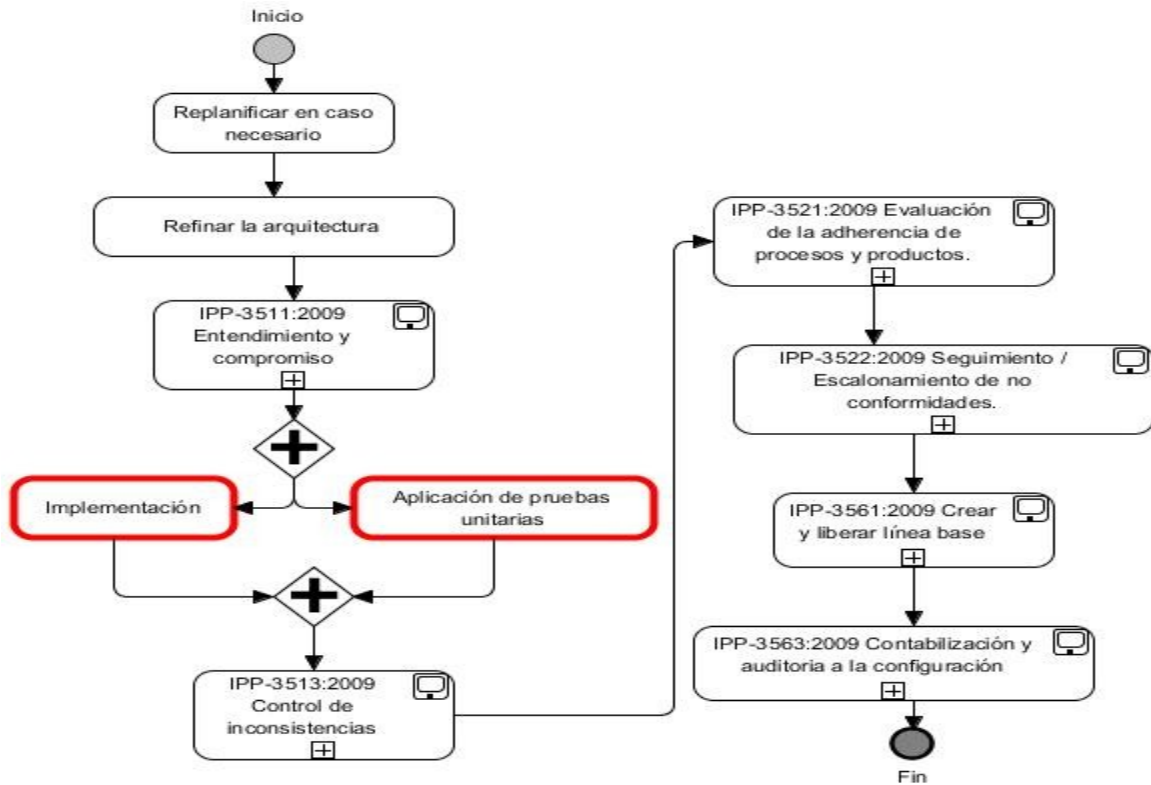 Inicio
Replanificar en caso
necesario
Refinar la arquitectura
IPP-3511:2009
Entendimiento y
compromiso
Implementación
Aplicación de pruebas
unitarias
IPP-3513:2009
Control de
inconsistencias
IPP-3521:2009 Evaluación
de la adherencia de
procesos y productos.
IPP-3522:2009 Seguimiento /
Escalonamiento de no
conformidades.
IPP-3561:2009 Crear
y liberar línea base
IPP-3563:2009 Contabilización y
auditoria a la configuración
Fin